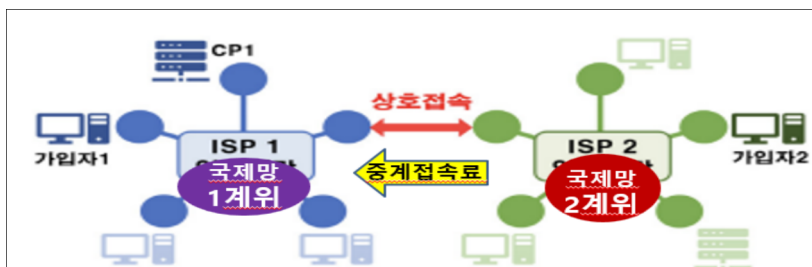 CP1
상호접속
가입자1
ISP 1
ISP 2
가입자2
국제망
1계위
중계접속료
국제망
2계위